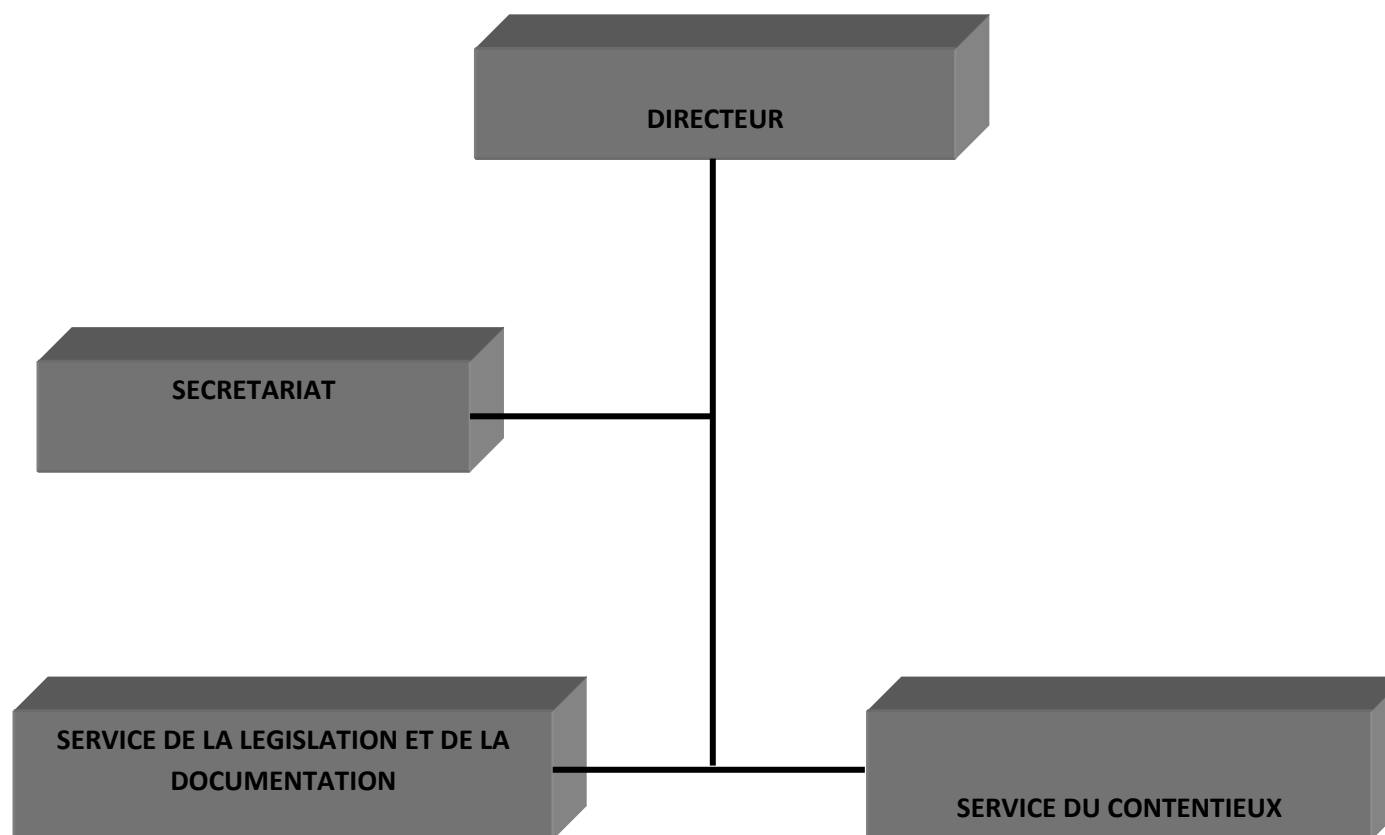 DIRECTEUR
SECRETARIAT
SERVICE DE LA LEGISLATION ET DE LA
DOCUMENTATION
SERVICE DU CONTENTIEUX